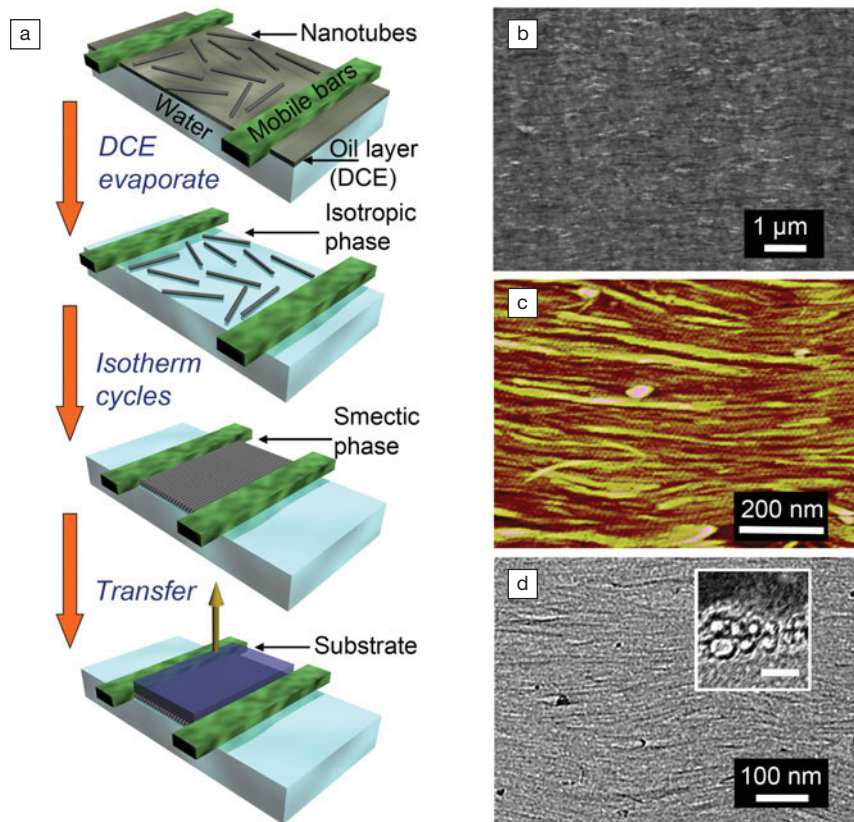 a
Nanotubes
Water
Mobile bars
Oil layer
(DCE)
DCE
evaporate
Isotropic
phase
Isotherm
cycles
Smectic
phase
Transfer
Substrate
b
1 µm
c
200 nm
d
100 nm